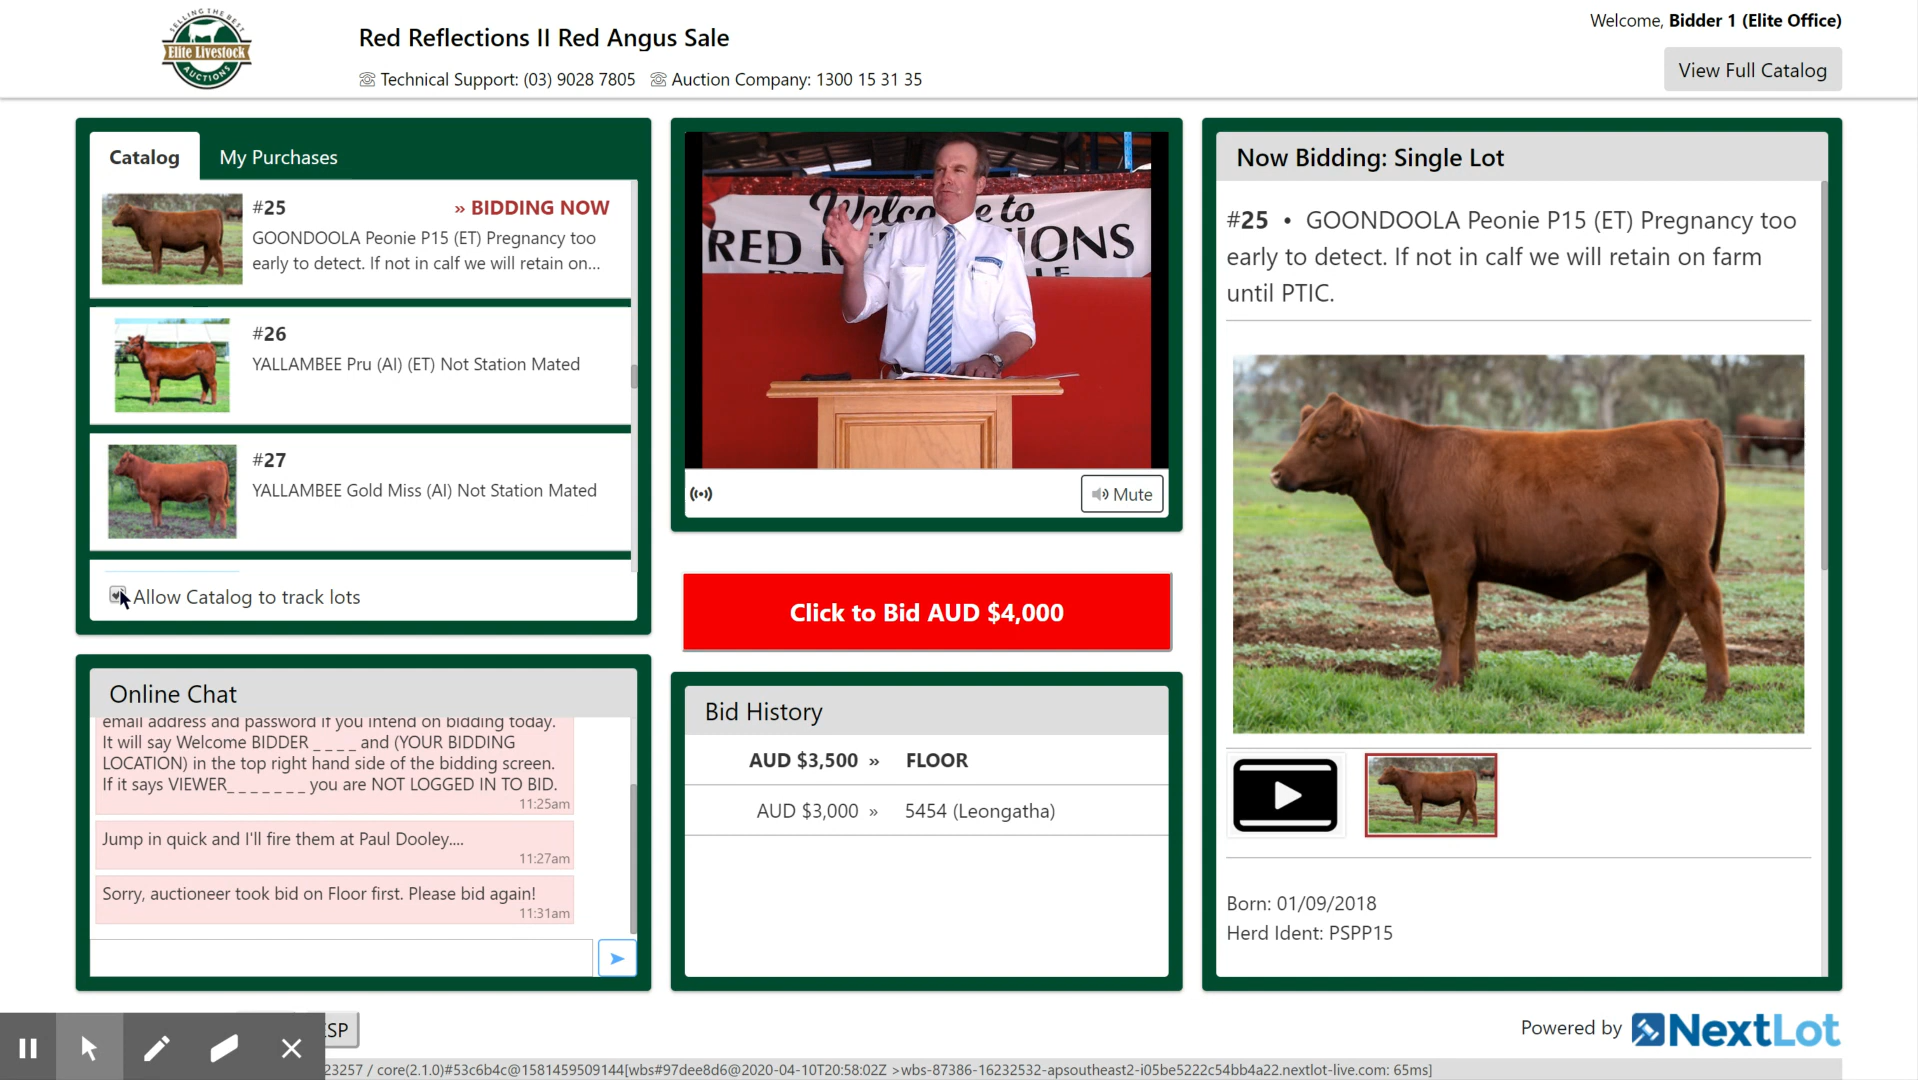 SELLING THE BEST
Elite Livestock
AUCTIONS
Red Reflections II Red Angus Sale
Technical Support: (03) 9028 7805 Auction Company: 1300 15 31 35
Welcome, Bidder 1 (Elite Office)
View Full Catalog
Catalog My Purchases
#25 » BIDDING NOW
GOONDOOLA Peonie P15 (ET) Pregnancy too
early to detect. If not in calf we will retain on...
#26
YALLAMBEE Pru (AI) (ET) Not Station Mated
#27
YALLAMBEE Gold Miss (AI) Not Station Mated
Allow Catalog to track lots
Online Chat
email address and password if you intend on bidding today.
It will say Welcome BIDDER _ _ _ _ and (YOUR BIDDING
LOCATION) in the top right hand side of the bidding screen.
If it says VIEWER_ _ _ _ _ _ _ you are NOT LOGGED IN TO BID.
11:25am
Jump in quick and I'll fire them at Paul Dooley....
11:27am
Sorry, auctioneer took bid on Floor first. Please bid again!
11:31am
Welcome to
RED R IONS
Mute
Click to Bid AUD $4,000
Bid History
AUD $3,500 » FLOOR
AUD $3,000 » 5454 (Leongatha)
Now Bidding: Single Lot
#25 • GOONDOOLA Peonie P15 (ET) Pregnancy too
early to detect. If not in calf we will retain on farm
until PTIC.
Born: 01/09/2018
Herd Ident: PSPP15
SP
Powered by NextLot
23257 / core(2.1.0)#53c6b4c@1581459509144[wbs#97dee8d6@2020-04-10T20:58:02Z >wbs-87386-16232532-apsoutheast2-i05be5222c54bb4a22.nextlot-live.com: 65ms]